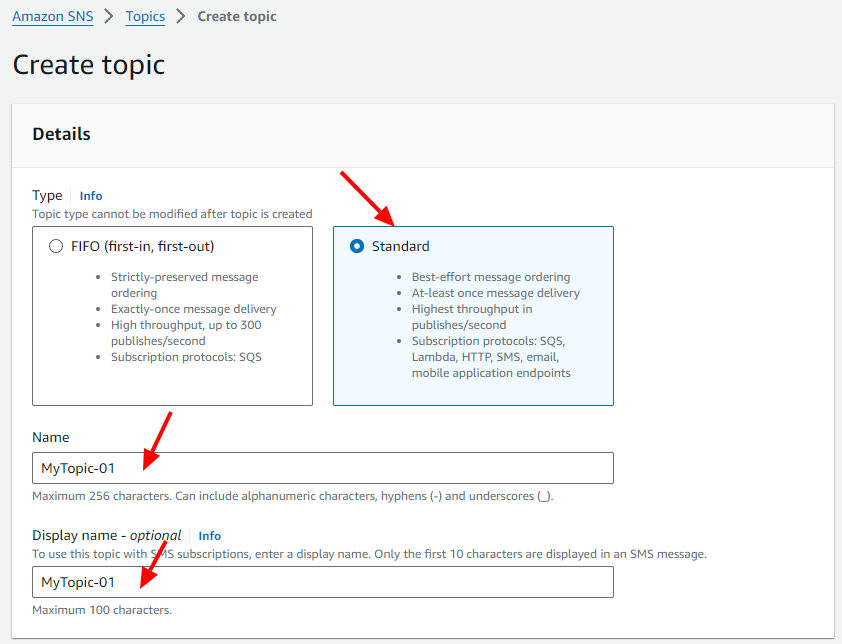 Amazon SNS > Topics > Create topic
Create topic
Details
Type Info
Topic type cannot be modified after topic is created
FIFO (first-in, first-out)
• Strictly-preserved message
ordering
• Exactly-once message delivery
• High throughput, up to 300
publishes/second
• Subscription protocols: SQS
Standard
• Best-effort message ordering
• At-least once message delivery
• Highest throughput in
publishes/second
• Subscription protocols: SQS,
Lambda, HTTP, SMS, email,
mobile application endpoints
Name
MyTopic-01
Maximum 256 characters. Can include alphanumeric characters, hyphens (-) and underscores (_).
Display name - optional Info
To use this topic with SMS subscriptions, enter a display name. Only the first 10 characters are displayed in an SMS message.
MyTopic-01
Maximum 100 characters.